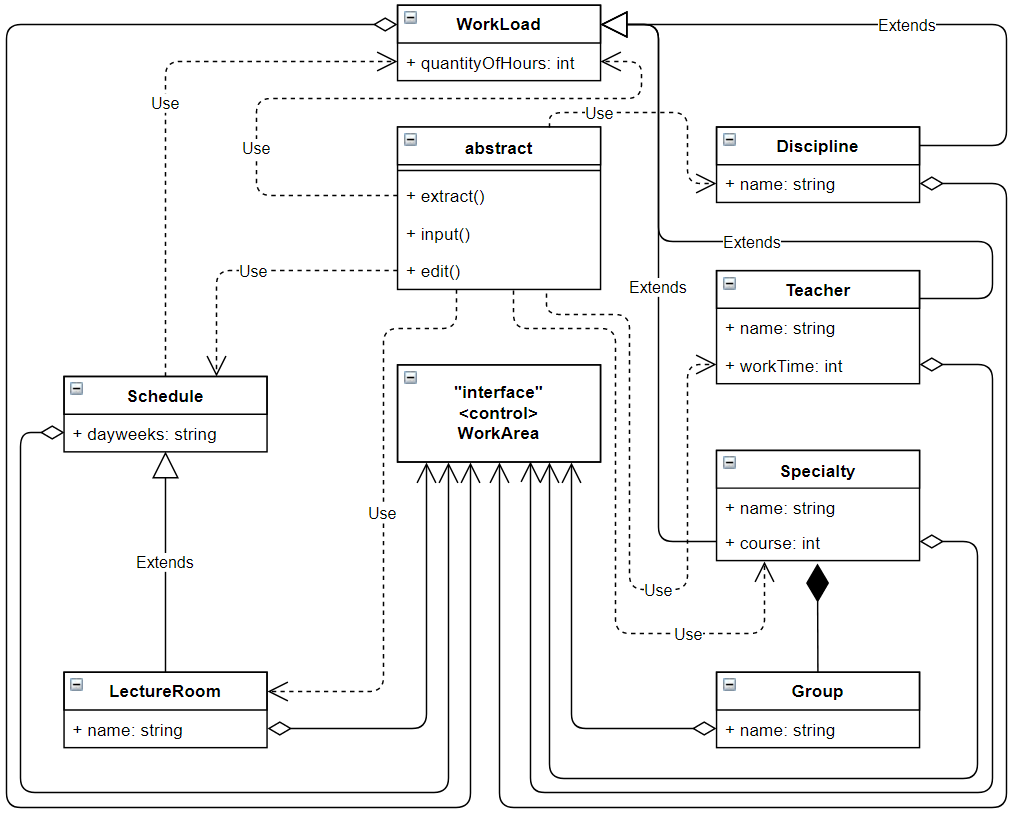 WorkLoad
+ quantityOfHours: int
Extends
Use
Use
Use
abstract
+ extract()
+ input()
+ edit()
Discipline
+ name: string
Extends
Use
Extends
Teacher
+ name: string
+ workTime: int
Schedule
+ dayweeks: string
"interface"
<control>
WorkArea
Specialty
+ name: string
+ course: int
Use
Extends
Use
Use
LectureRoom
+ name: string
Group
+ name: string